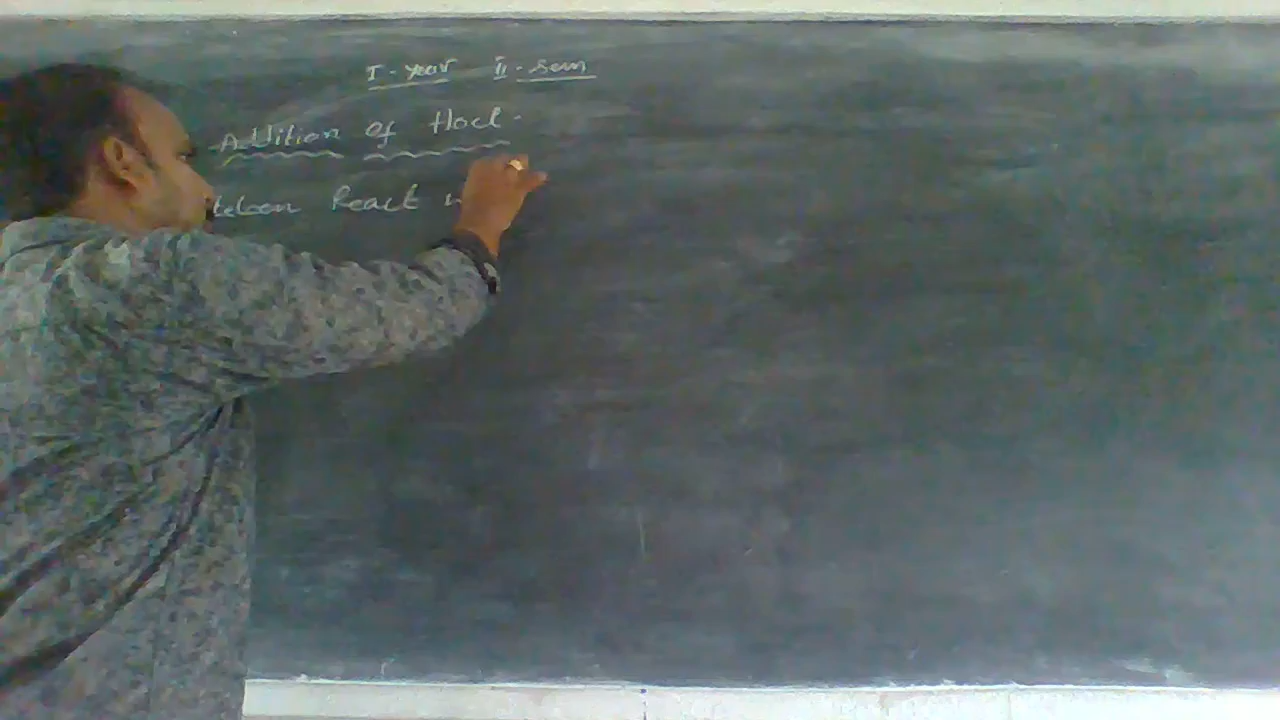 I - year II - sem
Addition of Hocl.
React